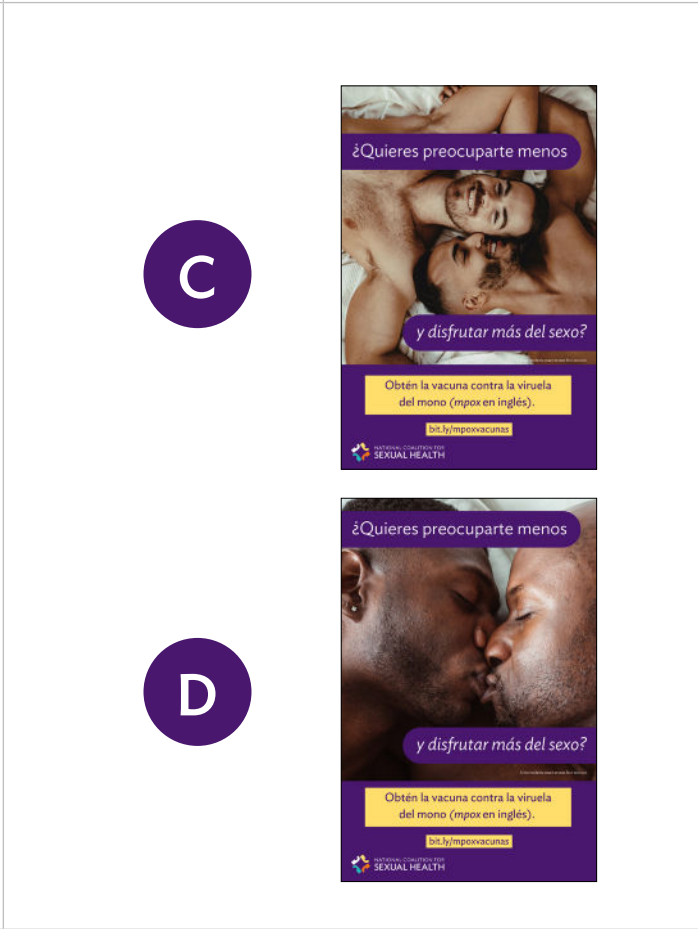 C
¿Quieres preocuparte menos
y disfrutar más del sexo?
Obtén la vacuna contra la viruela
del mono (mpox en inglés).
bit.ly/mpoxvacunas
NATIONAL COALITION FOR
SEXUAL HEALTH
D
¿Quieres preocuparte menos
y disfrutar más del sexo?
Obtén la vacuna contra la viruela
del mono (mpox en inglés).
bit.ly/mpoxvacunas
NATIONAL COALITION FOR
SEXUAL HEALTH